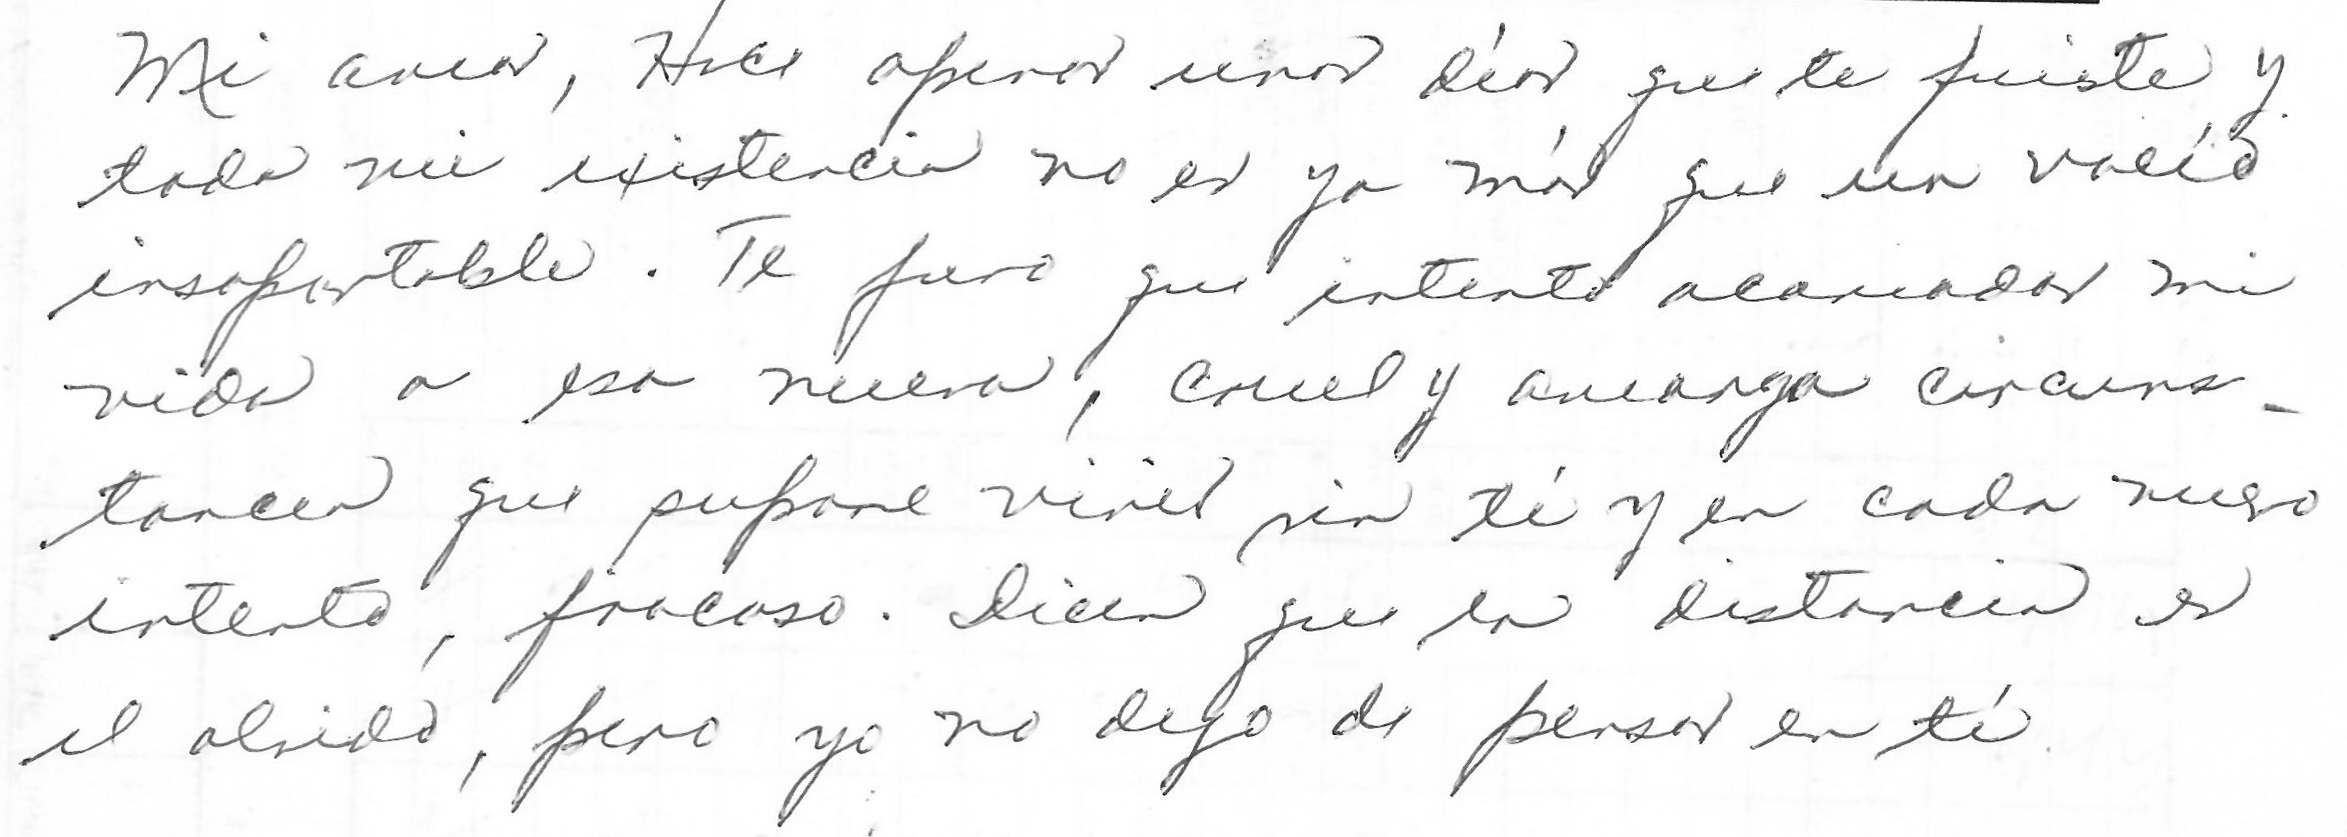 Mi amor, Hace apenas unos días que te fuiste y
toda mi existencia no es ya más que un vacío
insoportable. Te juro que intento acomodar mi
vida a esa nueva, cruel y amarga circuns-
tancia que supone vivir sin tí y en cada nuevo
intento, fracaso. Dicen que la distancia es
el olvido, pero yo no dejo de pensar en tí